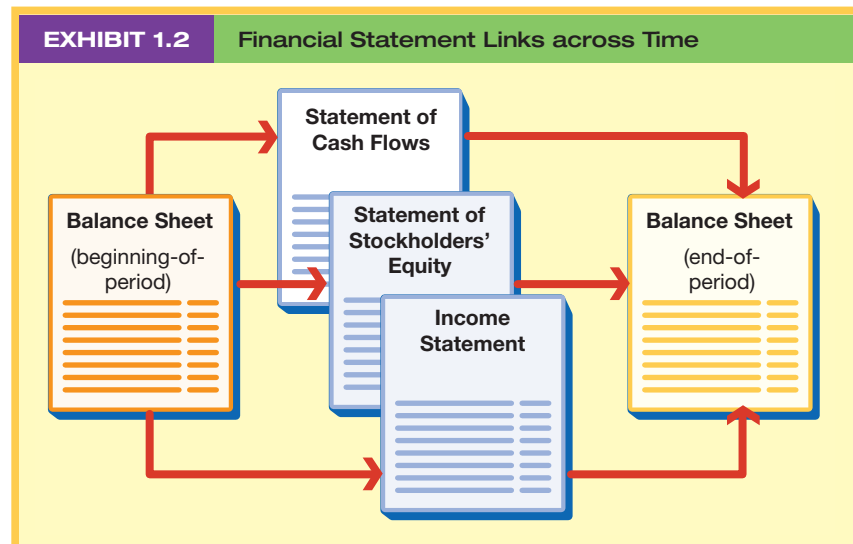 EXHIBIT 1.2
Financial Statement Links across Time
Statement of
Cash Flows
Balance Sheet
(beginning-of-
period)
Statement of
Stockholders'
Equity
Income
Statement
Balance Sheet
(end-of-
period)